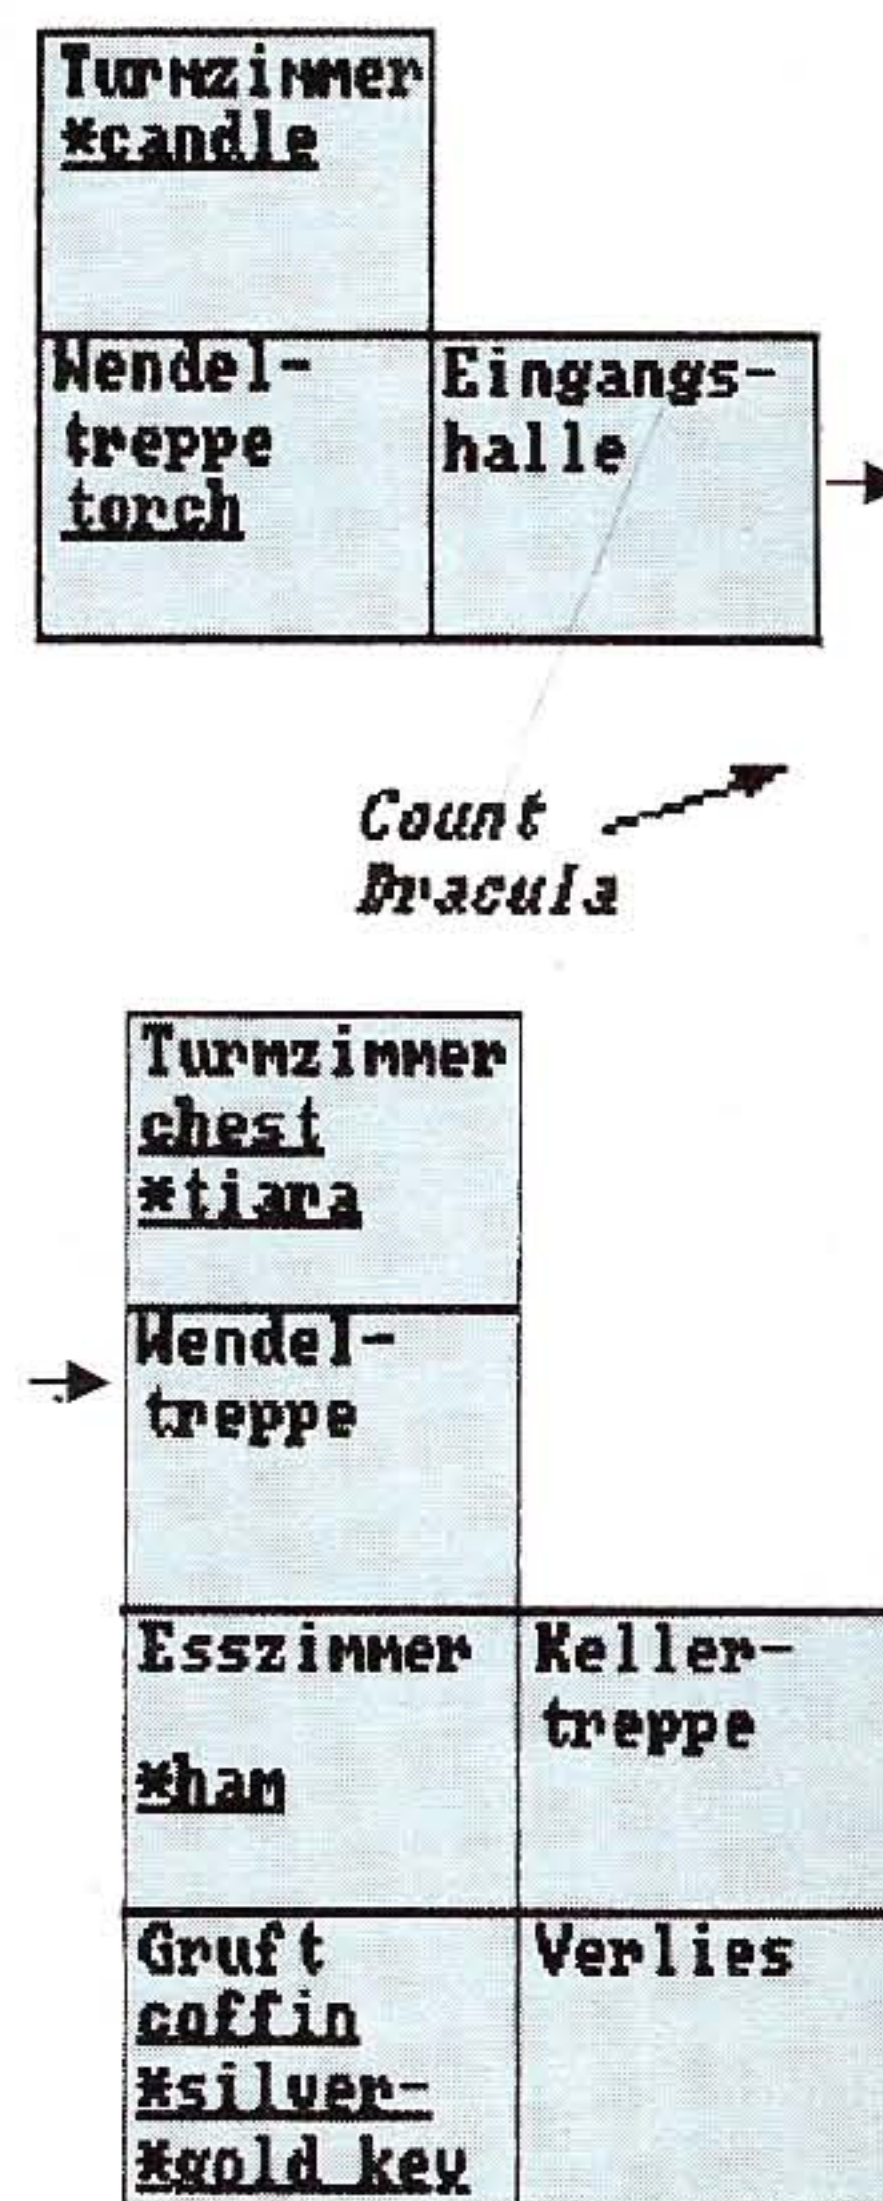 Turmzimmer
*candle
Wendel-
treppe
torch
Eingangs-
halle
Count
Dracula
Turmzimmer
chest
*tiara
Wendel-
treppe
Esszimmer
*ham
Keller-
treppe
Gruft
coffin
*silver-
*gold key
Verlies